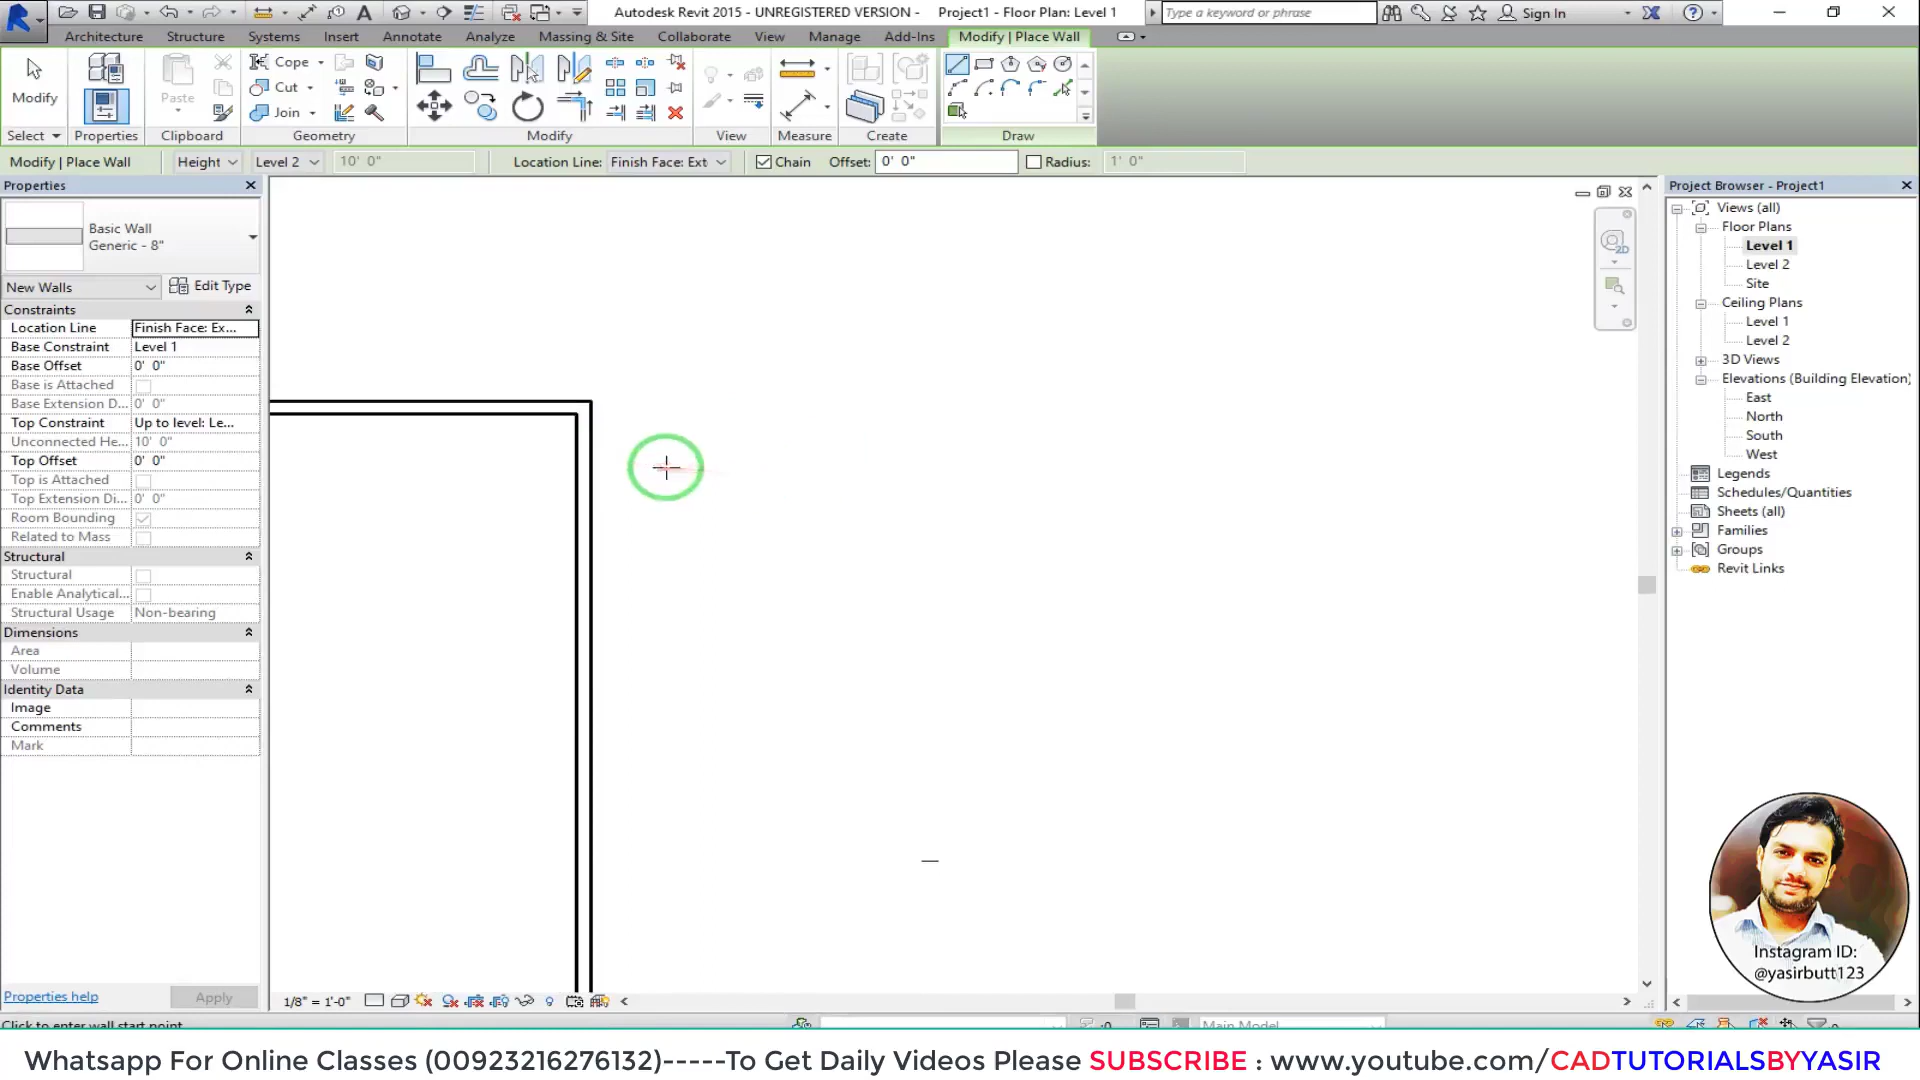 Autodesk Revit 2015 - UNREGISTERED VERSION - Project1 - Floor Plan: Level 1
Type a keyword or phrase
Sign In
Architecture Structure Systems Insert Annotate Analyze Massing & Site Collaborate View Manage Add-Ins Modify | Place Wall
Modify
Paste
Cope
Cut
Join
Select Properties Clipboard Geometry Modify View Measure Create Draw
Modify | Place Wall Height Level 2 10' 0" Location Line: Finish Face: Ext Chain Offset: 0' 0" Radius: 1' 0"
Properties
Basic Wall
Generic - 8"
New Walls Edit Type
Constraints
Location Line Finish Face: Ex...
Base Constraint Level 1
Base Offset 0' 0"
Base is Attached
Base Extension D... 0' 0"
Top Constraint Up to level: Le...
Unconnected He... 10' 0"
Top Offset 0' 0"
Top is Attached
Top Extension Di... 0' 0"
Room Bounding
Related to Mass
Structural
Structural
Enable Analytical...
Structural Usage Non-bearing
Dimensions
Area
Volume
Identity Data
Image
Comments
Mark
Properties help Apply
2D
1/8" = 1'-0"
Click to enter wall start point
:0
Main Model
Project Browser - Project1
Views (all)
Floor Plans
Level 1
Level 2
Site
Ceiling Plans
Level 1
Level 2
3D Views
Elevations (Building Elevation)
East
North
South
West
Legends
Schedules/Quantities
Sheets (all)
Families
Groups
Revit Links
Instagram ID:
@yasirbutt123
Whatsapp For Online Classes (00923216276132)-----To Get Daily Videos Please SUBSCRIBE : www.youtube.com/CADTUTORIALSBYYASIR